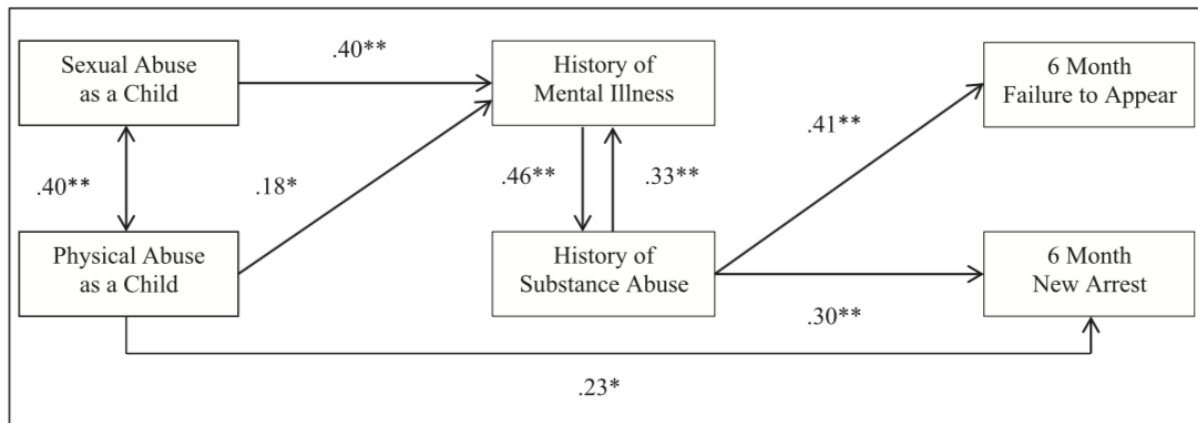 .40**
Sexual Abuse
as a Child
History of
Mental Illness
6 Month
Failure to Appear
.41**
.40**
.18*
.46**
.33**
Physical Abuse
as a Child
History of
Substance Abuse
6 Month
New Arrest
.30**
.23*